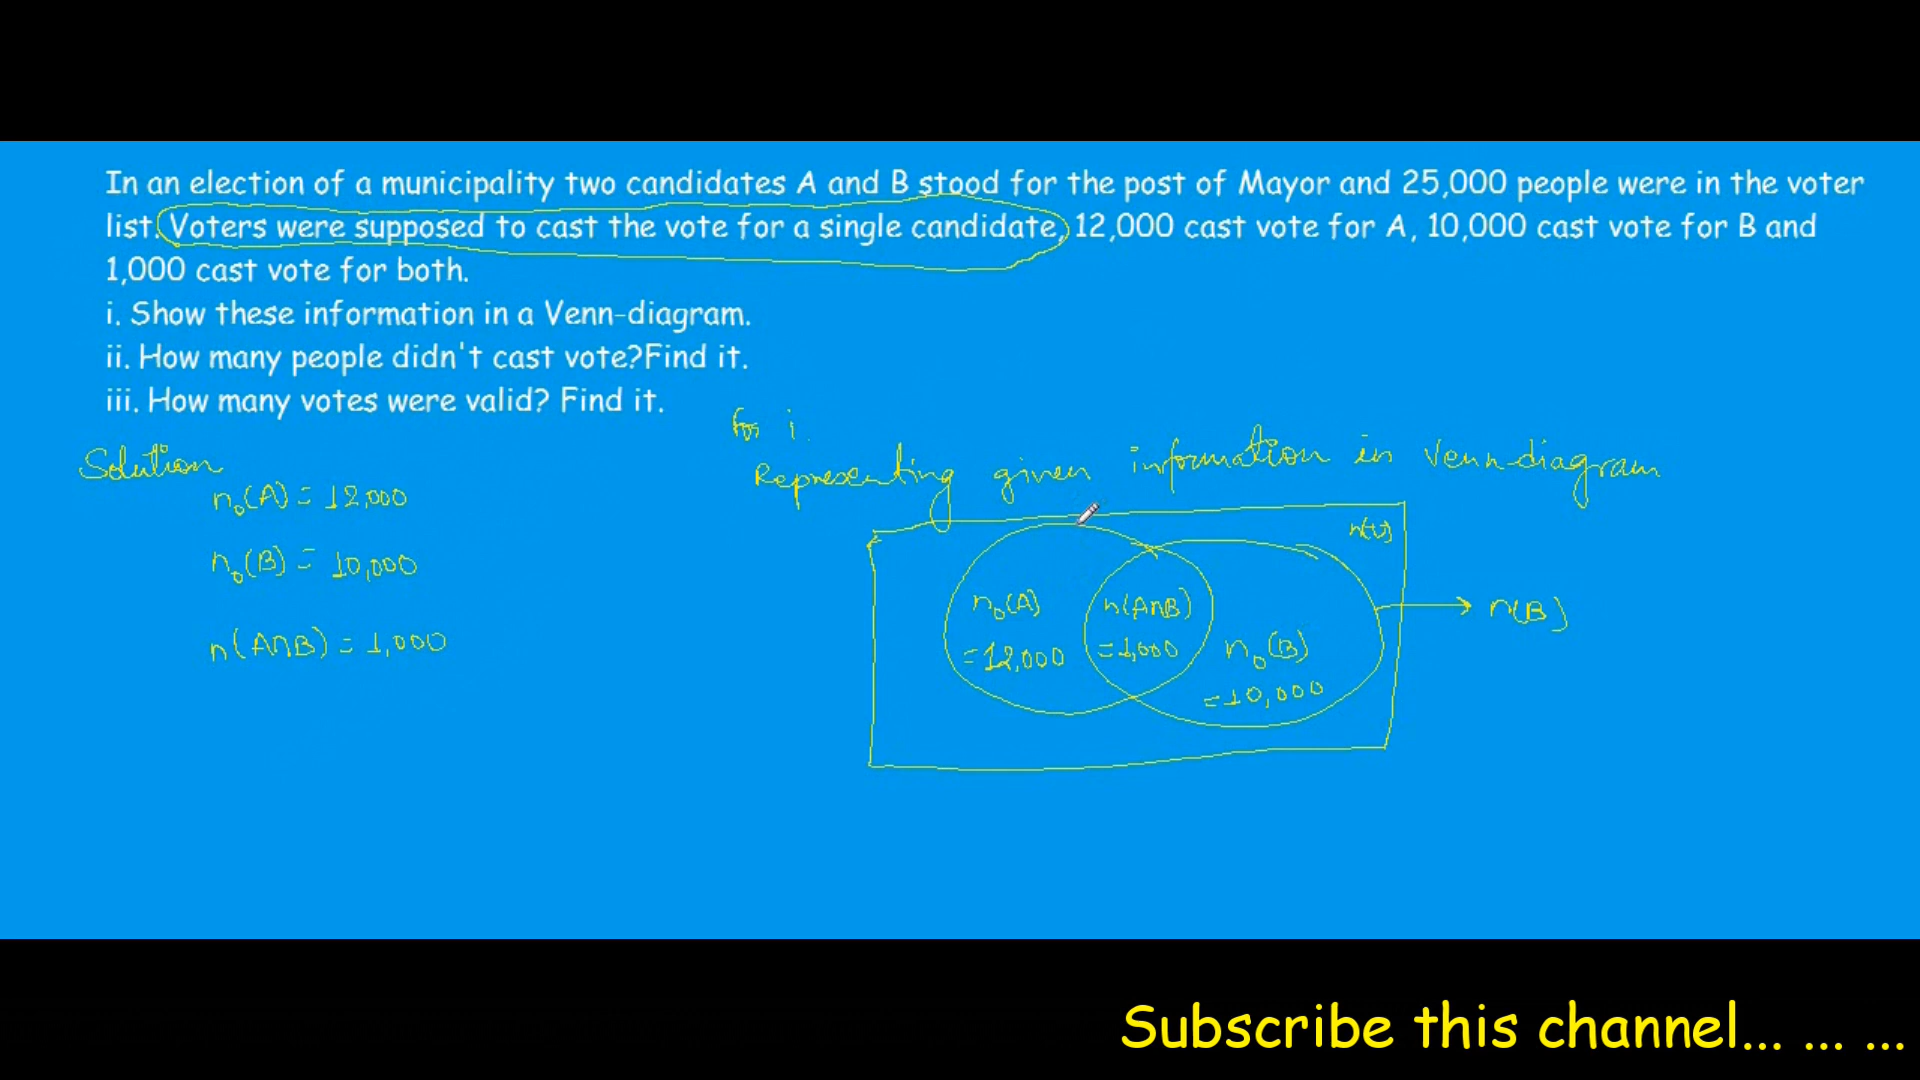 In an election of a municipality two candidates A and B stood for the post of Mayor and 25,000 people were in the voter
list. Voters were supposed to cast the vote for a single candidate, 12,000 cast vote for A, 10,000 cast vote for B and
1,000 cast vote for both.
i. Show these information in a Venn-diagram.
ii. How many people didn't cast vote?Find it.
iii. How many votes were valid? Find it.
Solution
n₀(A) = 12,000
n₀(B) = 10,000
n(A∩B) = 1,000
for i.
Representing given information in Venn-diagram
n(U)
n₀(A)
=12,000
n(A∩B)
=1,000
n₀(B)
=10,000
n(B)
Subscribe this channel... ... ...